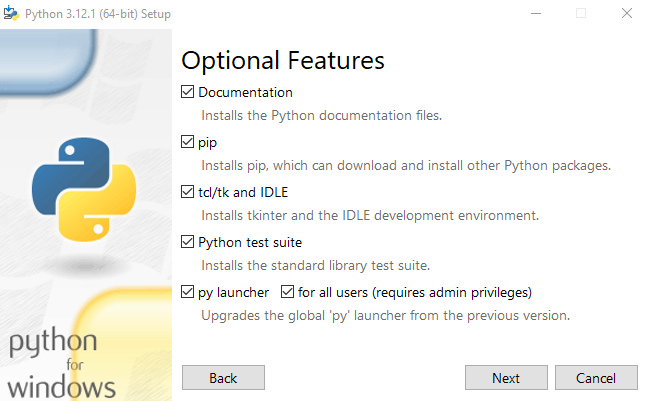 Python 3.12.1 (64-bit) Setup
Optional Features
Documentation
Installs the Python documentation files.
pip
Installs pip, which can download and install other Python packages.
tcl/tk and IDLE
Installs tkinter and the IDLE development environment.
Python test suite
Installs the standard library test suite.
py launcher for all users (requires admin privileges)
Upgrades the global 'py' launcher from the previous version.
python
for
windows
Back Next Cancel